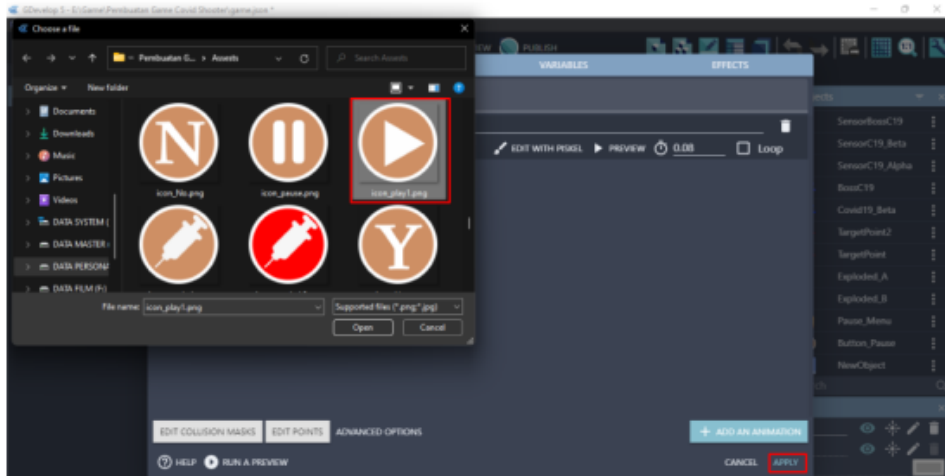 GDevelop 5 - E:\Game\Pembuatan Game Covid Shooter\game.json *
Choose a file
Pembuatan G... > Assests
Search Assests
Organize
New folder
Documents
Downloads
Music
Pictures
Videos
DATA SYSTEM (
DATA MASTER
DATA PERSONA
DATA FILM (F:)
N
icon_No.png
icon_pause.png
icon_play1.png
Y
File name:
icon_play1.png
Supported files (*.png;*.jpg)
Open
Cancel
EW
PUBLISH
VARIABLES
EFFECTS
EDIT WITH PISKEL
PREVIEW
0.08
Loop
SensorBossC19
SensorC19_Beta
SensorC19_Alpha
BossC19
Covid19_Beta
TargetPoint2
TargetPoint
Exploded_A
Exploded_B
Pause_Menu
Button_Pause
NewObject
EDIT COLLISION MASKS
EDIT POINTS
ADVANCED OPTIONS
+ ADD AN ANIMATION
HELP
RUN A PREVIEW
CANCEL
APPLY